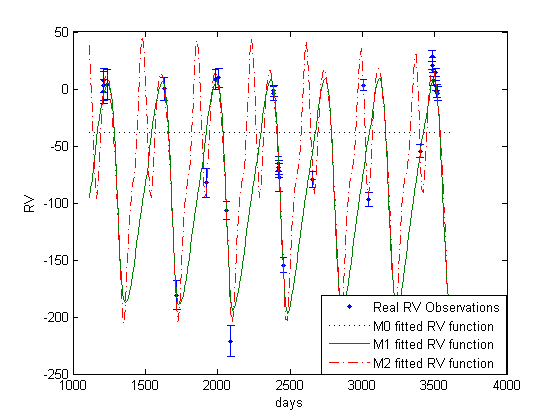 50
0
-50
-100
-150
-200
-250
RV
1000
1500
2000
2500
3000
3500
4000
days
Real RV Observations
M0 fitted RV function
M1 fitted RV function
M2 fitted RV function